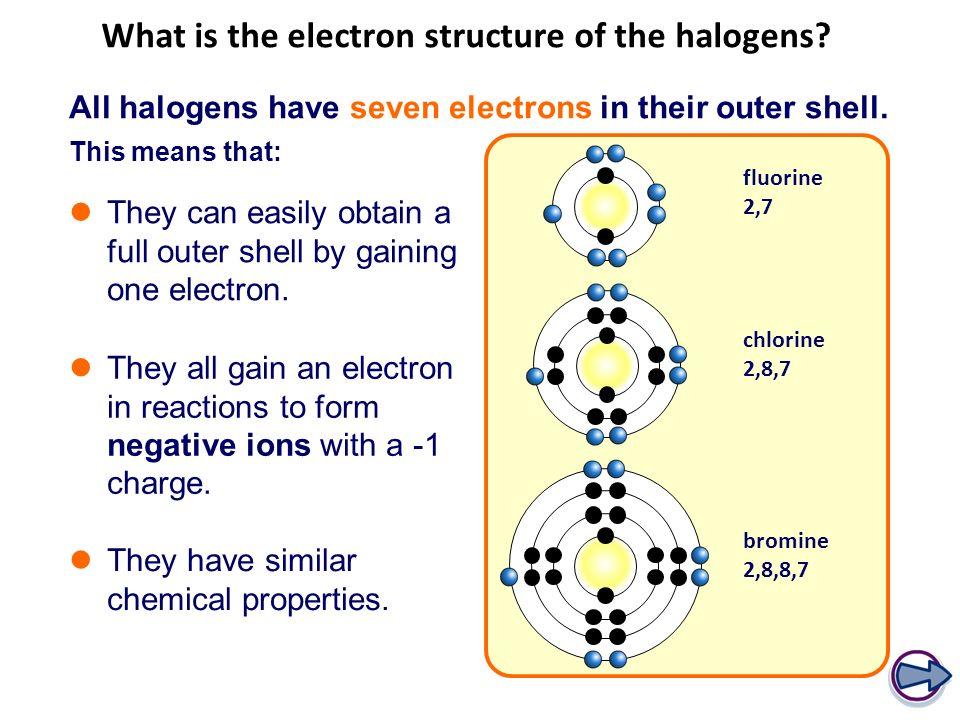 What is the electron structure of the halogens?
All halogens have seven electrons in their outer shell.
This means that:
They can easily obtain a
full outer shell by gaining
one electron.
They all gain an electron
in reactions to form
negative ions with a -1
charge.
They have similar
chemical properties.
fluorine
2,7
chlorine
2,8,7
bromine
2,8,8,7